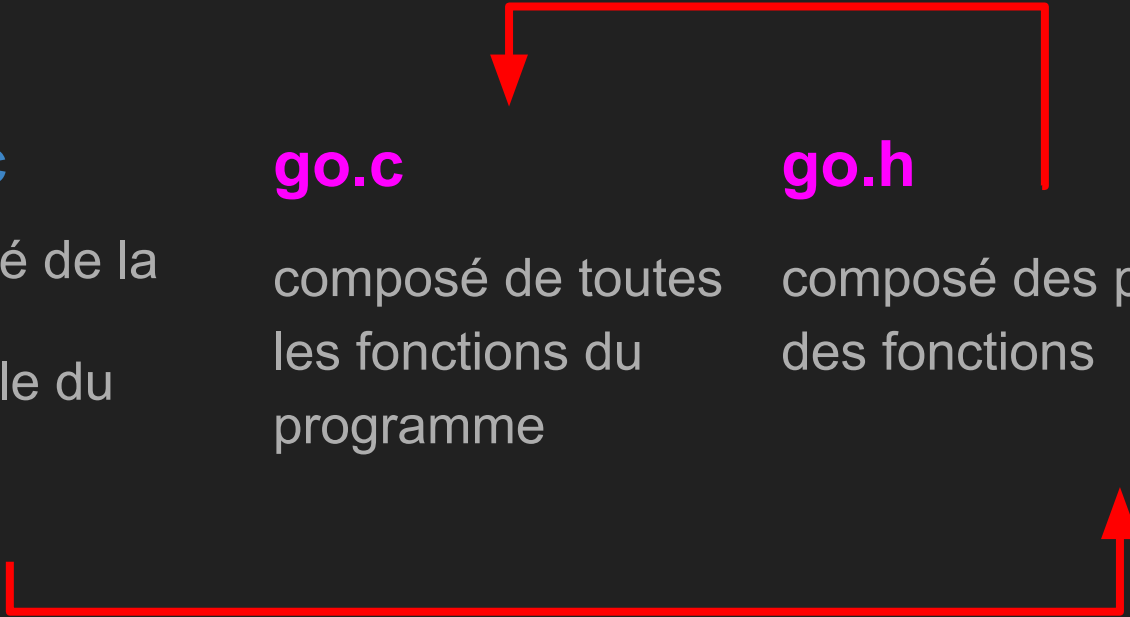 c
é de la
le du
go.c
composé de toutes
les fonctions du
programme
go.h
composé des p
des fonctions